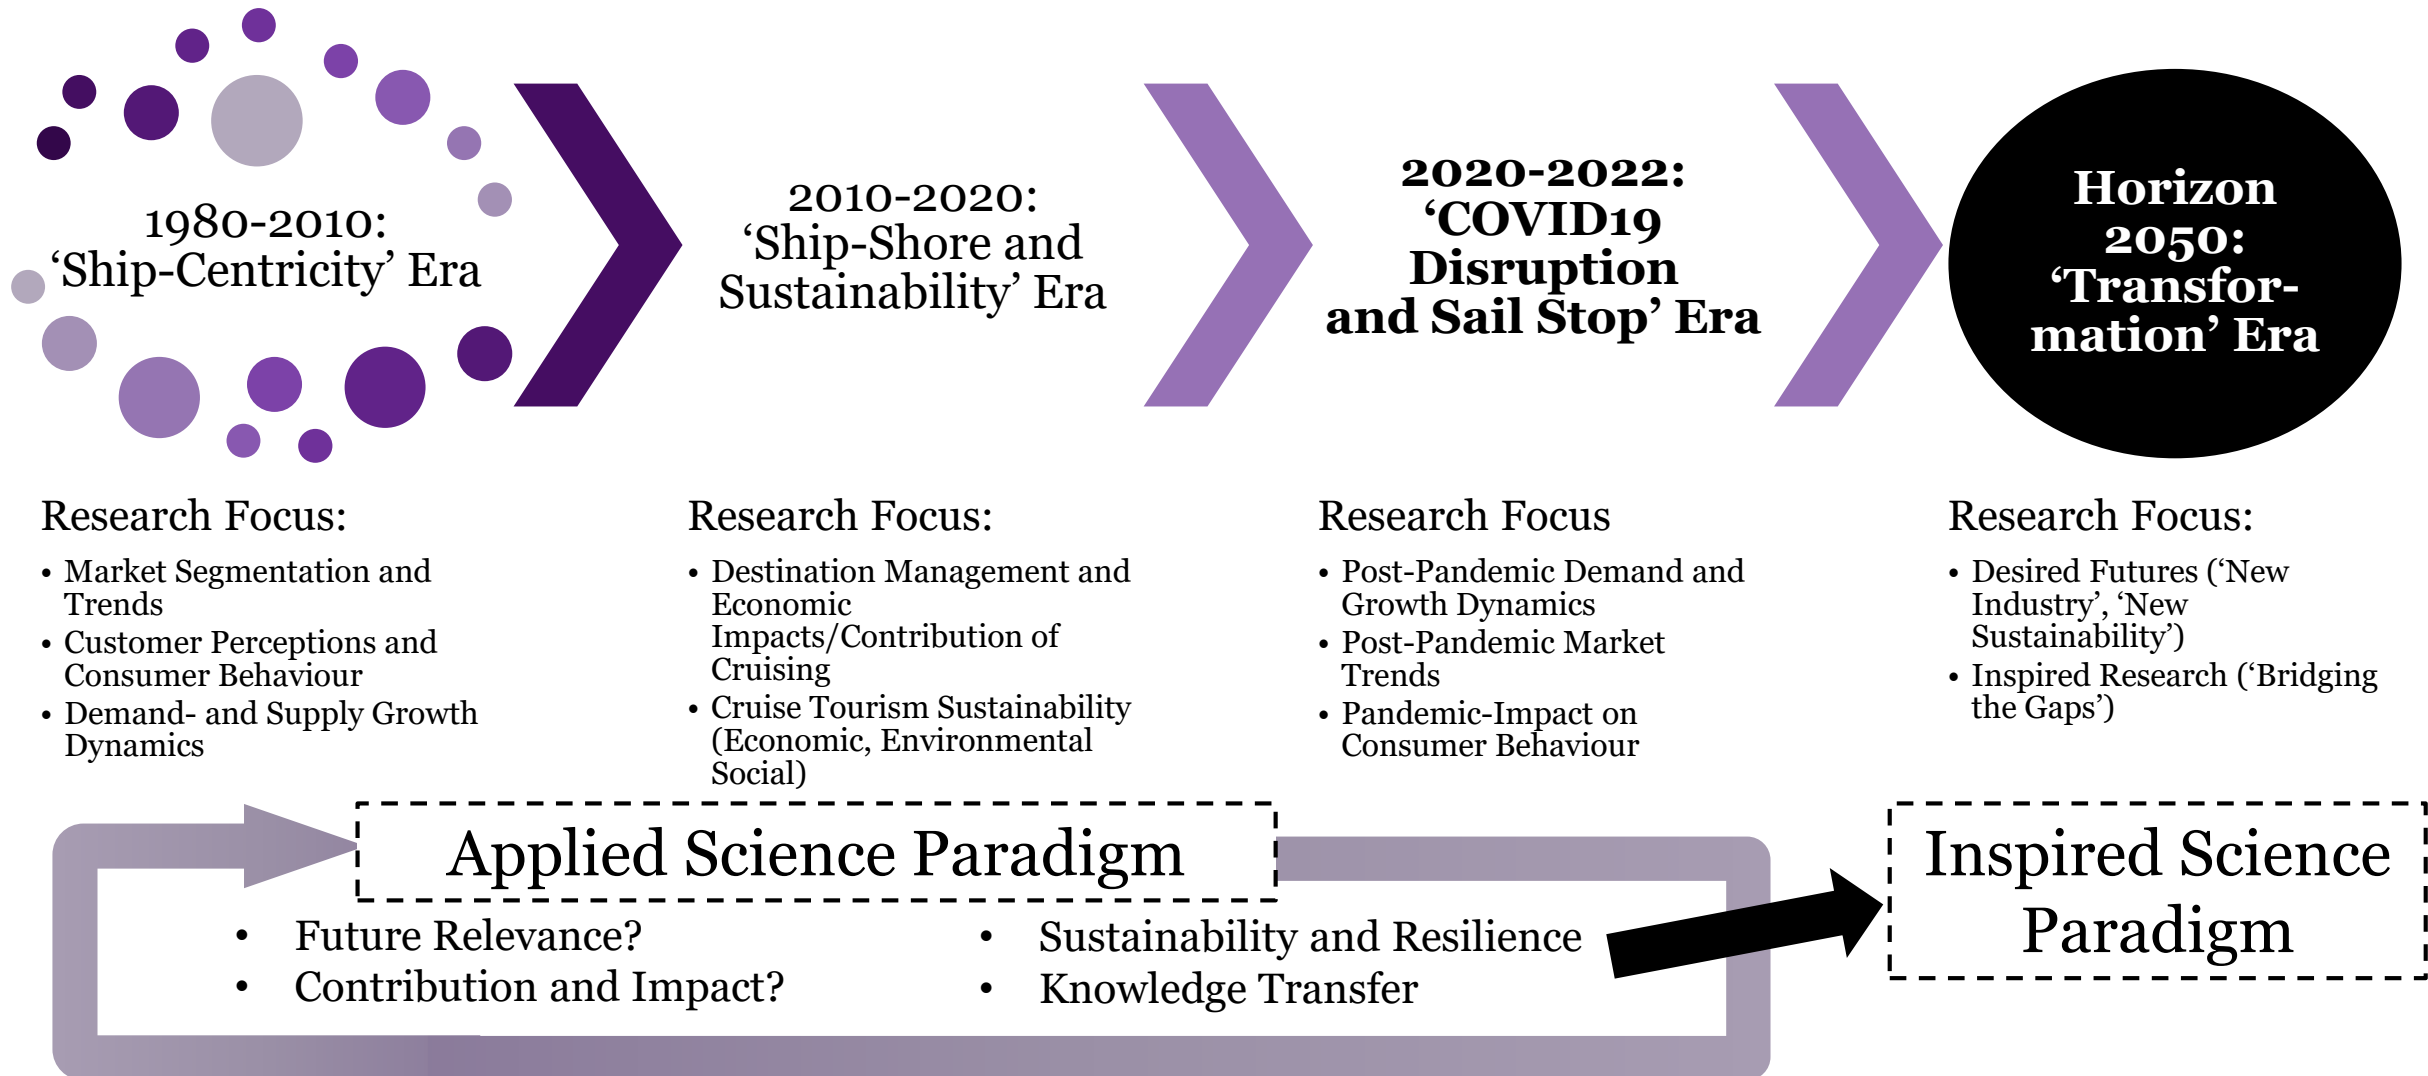 1980-2010:
‘Ship-Centricity’ Era
2010-2020:
‘Ship-Shore and
Sustainability’ Era
2020-2022:
‘COVID19
Disruption
and Sail Stop’ Era
Horizon
2050:
‘Transfor-
mation’ Era
Research Focus:
• Market Segmentation and
Trends
• Customer Perceptions and
Consumer Behaviour
• Demand- and Supply Growth
Dynamics
Research Focus:
• Destination Management and
Economic
Impacts/Contribution of
Cruising
• Cruise Tourism Sustainability
(Economic, Environmental
Social)
Research Focus
• Post-Pandemic Demand and
Growth Dynamics
• Post-Pandemic Market
Trends
• Pandemic-Impact on
Consumer Behaviour
Research Focus:
• Desired Futures (‘New
Industry’, ‘New
Sustainability’)
• Inspired Research (‘Bridging
the Gaps’)
Applied Science Paradigm
• Future Relevance?
• Contribution and Impact?
• Sustainability and Resilience
• Knowledge Transfer
Inspired Science
Paradigm